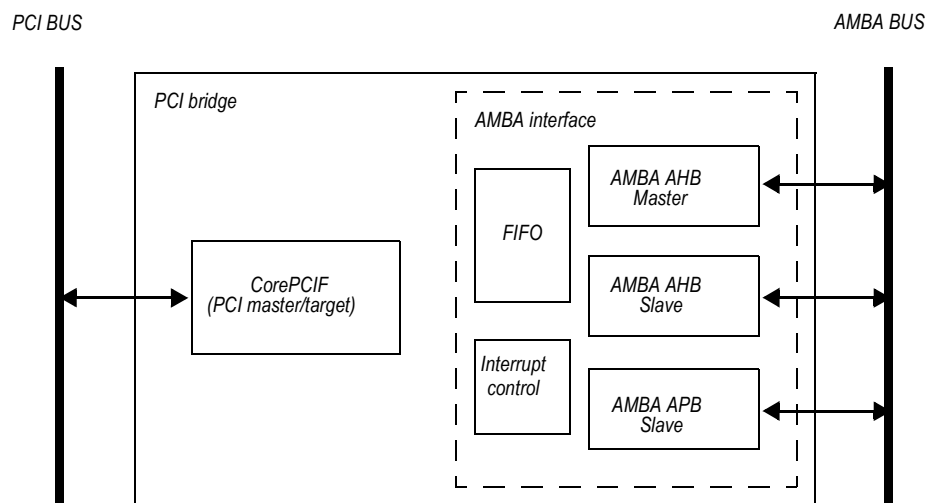 PCI BUS
AMBA BUS
PCI bridge
AMBA interface
AMBA AHB
Master
FIFO
CorePCIF
(PCI master/target)
AMBA AHB
Slave
Interrupt
control
AMBA APB
Slave